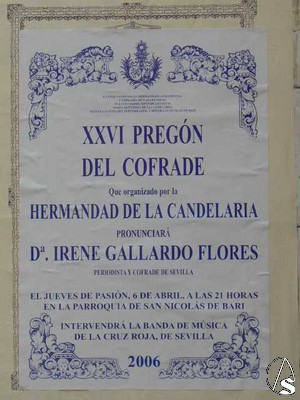 XXVI PREGÓN
DEL COFRADE
Que organizado por la
HERMANDAD DE LA CANDELARIA
PRONUNCIARÁ
Dª. IRENE GALLARDO FLORES
PERIODISTA Y COFRADE DE SEVILLA
EL JUEVES DE PASIÓN, 6 DE ABRIL, A LAS 21 HORAS
EN LA PARROQUIA DE SAN NICOLÁS DE BARI
INTERVENDRÁ LA BANDA DE MÚSICA
DE LA CRUZ ROJA, DE SEVILLA
2006